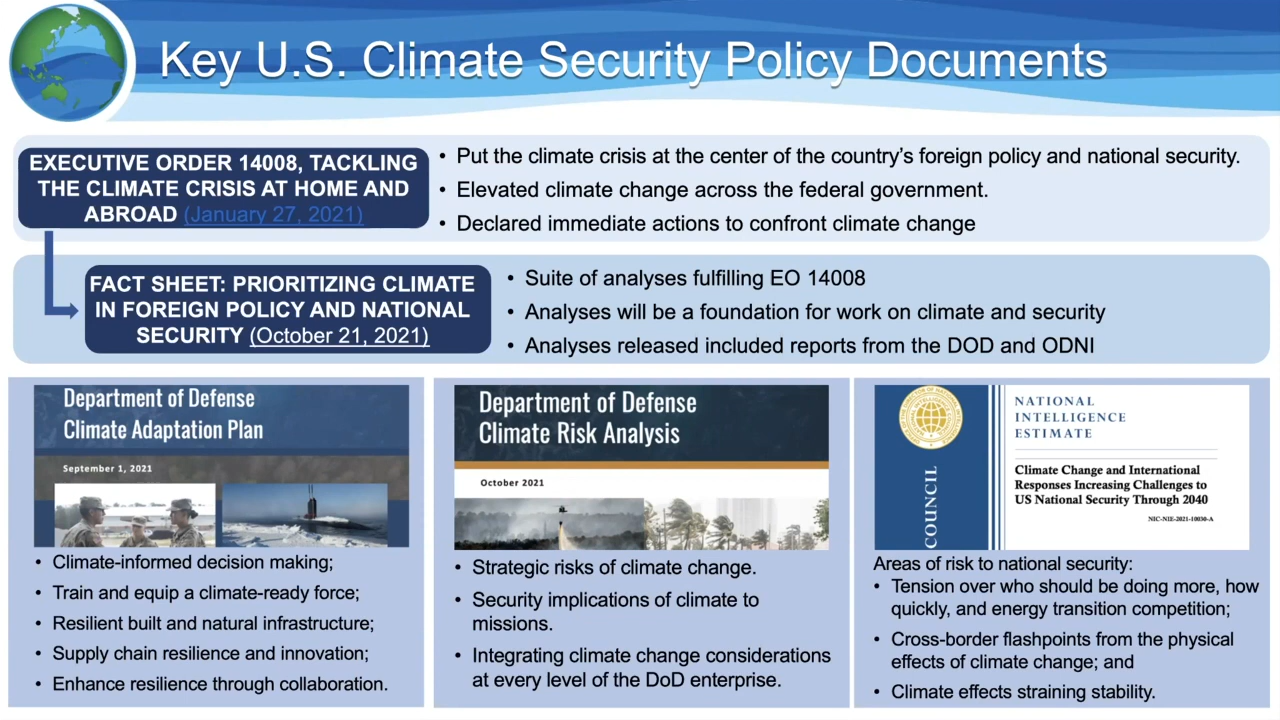 Key U.S. Climate Security Policy Documents
EXECUTIVE ORDER 14008, TACKLING
THE CLIMATE CRISIS AT HOME AND
ABROAD (January 27, 2021)
• Put the climate crisis at the center of the country's foreign policy and national security.
• Elevated climate change across the federal government.
• Declared immediate actions to confront climate change
FACT SHEET: PRIORITIZING CLIMATE
IN FOREIGN POLICY AND NATIONAL
SECURITY (October 21, 2021)
• Suite of analyses fulfilling EO 14008
• Analyses will be a foundation for work on climate and security
• Analyses released included reports from the DOD and ODNI
Department of Defense
Climate Adaptation Plan
September 1, 2021
• Climate-informed decision making;
• Train and equip a climate-ready force;
• Resilient built and natural infrastructure;
• Supply chain resilience and innovation;
• Enhance resilience through collaboration.
Department of Defense
Climate Risk Analysis
October 2021
• Strategic risks of climate change.
• Security implications of climate to
missions.
• Integrating climate change considerations
at every level of the DoD enterprise.
COUNCIL
NATIONAL
INTELLIGENCE
ESTIMATE
Climate Change and International
Responses Increasing Challenges to
US National Security Through 2040
NIC-NIE-2021-10030-A
Areas of risk to national security:
• Tension over who should be doing more, how
quickly, and energy transition competition;
• Cross-border flashpoints from the physical
effects of climate change; and
• Climate effects straining stability.